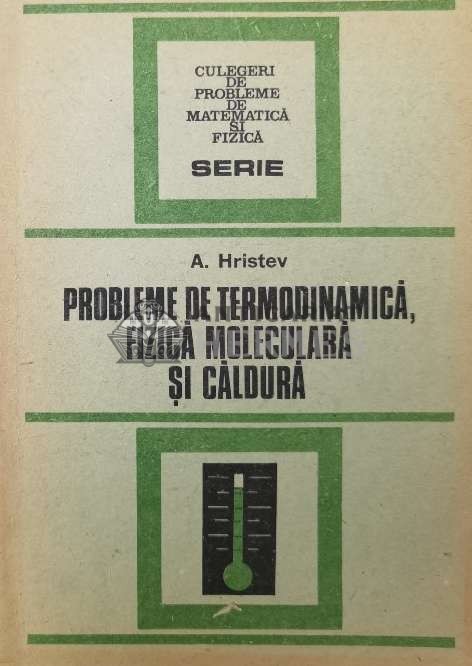 CULEGERI
DE
PROBLEME
DE
MATEMATICĂ
ȘI
FIZICĂ
SERIE
A. Hristev
PROBLEME DE TERMODINAMICĂ,
FIZICĂ MOLECULARĂ
ȘI CĂLDURĂ